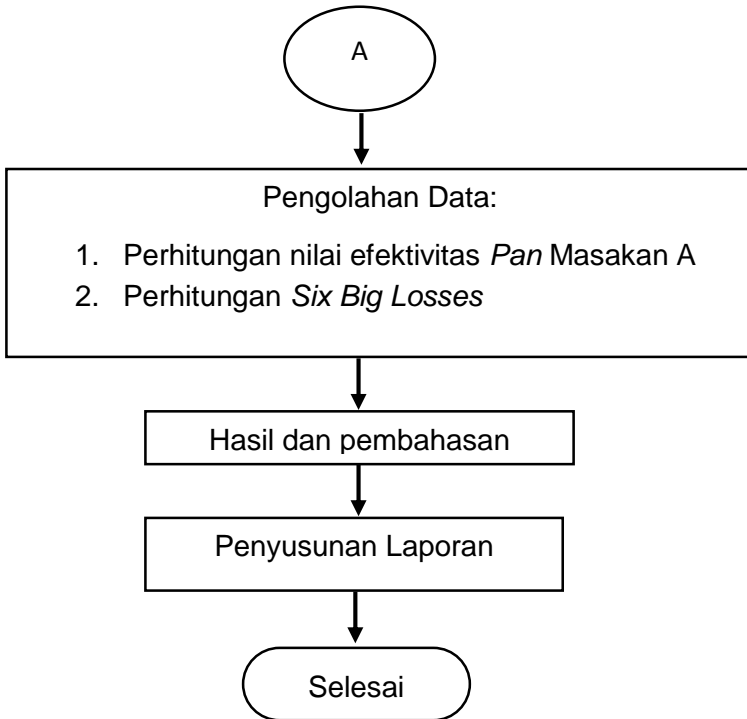 A
Pengolahan Data:
1. Perhitungan nilai efektivitas Pan Masakan A
2. Perhitungan Six Big Losses
Hasil dan pembahasan
Penyusunan Laporan
Selesai